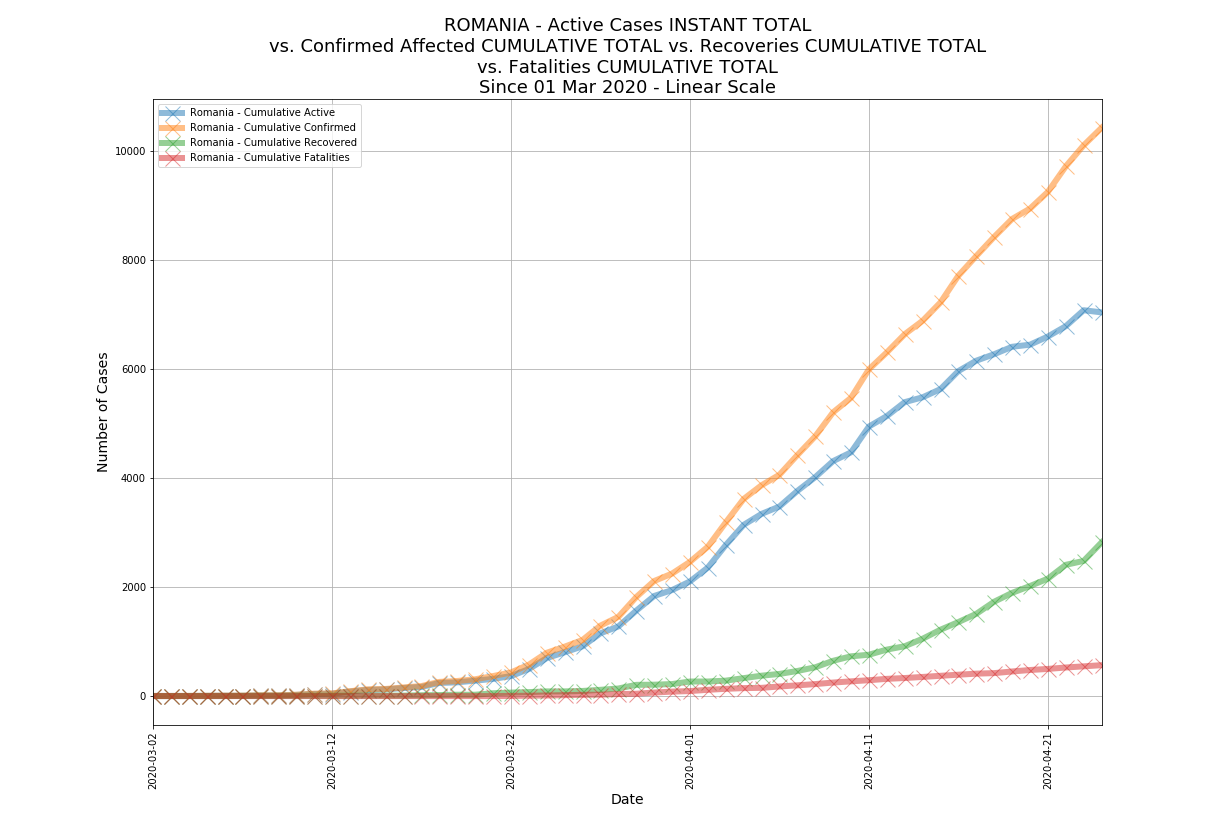 ROMANIA - Active Cases INSTANT TOTAL
vs. Confirmed Affected CUMULATIVE TOTAL vs. Recoveries CUMULATIVE TOTAL
vs. Fatalities CUMULATIVE TOTAL
Since 01 Mar 2020 - Linear Scale
Romania - Cumulative Active
Romania - Cumulative Confirmed
Romania - Cumulative Recovered
Romania - Cumulative Fatalities
10000
8000
6000
4000
2000
0
Number of Cases
2020-03-02
2020-03-12
2020-03-22
2020-04-01
2020-04-11
2020-04-21
Date